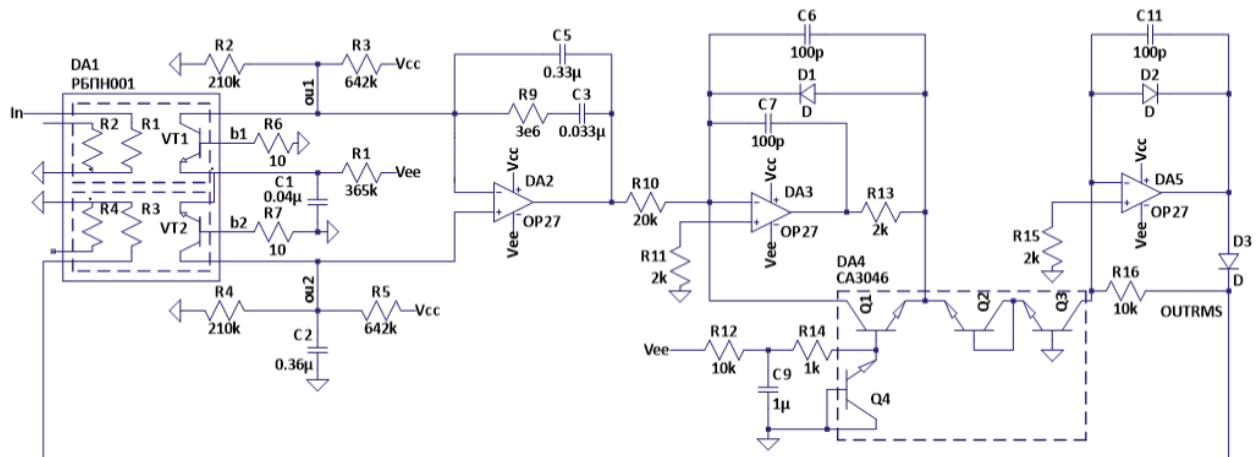 C6
100p
C11
100p
R2
210k
R3
642k
Vcc
C5
0.33µ
DA1
РБПН001
ou1
D1
D
D2
D
In
R2
R1
VT1
b1
R6
10
R9
3e6
C3
0.033µ
C7
100p
R1
365k
Vee
C1
0.04µ
Vcc
DA2
OP27
Vee
R10
20k
Vcc
DA3
OP27
Vee
R13
2k
Vcc
DA5
OP27
Vee
R4
R3
VT2
b2
R7
10
R11
2k
R15
2k
D3
D
ou2
DA4
CA3046
R16
10k
OUTRMS
R4
210k
R5
642k
Vcc
Q1
Q2
Q3
C2
0.36µ
Vee
R12
10k
R14
1k
C9
1µ
Q4